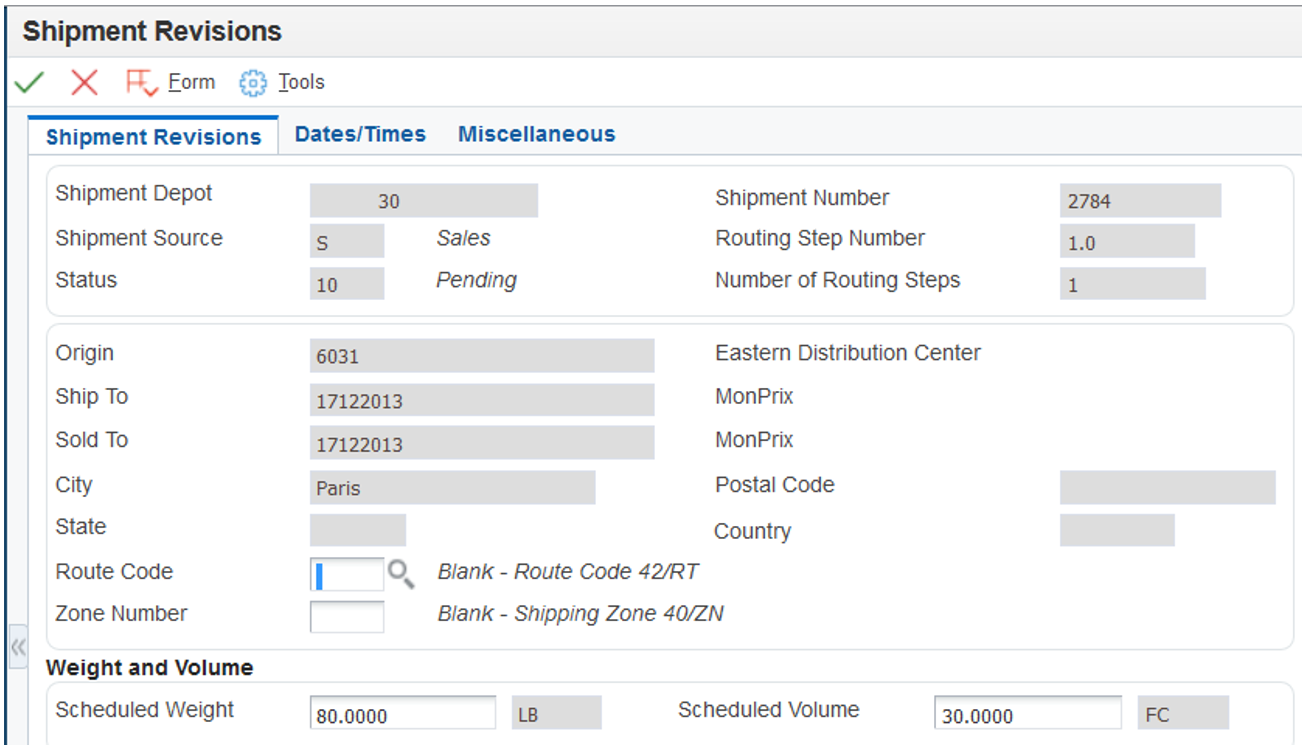 Shipment Revisions
Form Tools
Shipment Revisions Dates/Times Miscellaneous
Shipment Depot 30 Shipment Number 2784
Shipment Source S Sales Routing Step Number 1.0
Status 10 Pending Number of Routing Steps 1
Origin 6031 Eastern Distribution Center
Ship To 17122013 MonPrix
Sold To 17122013 MonPrix
City Paris Postal Code
State Country
Route Code Blank - Route Code 42/RT
Zone Number Blank - Shipping Zone 40/ZN
Weight and Volume
Scheduled Weight 80.0000 LB Scheduled Volume 30.0000 FC